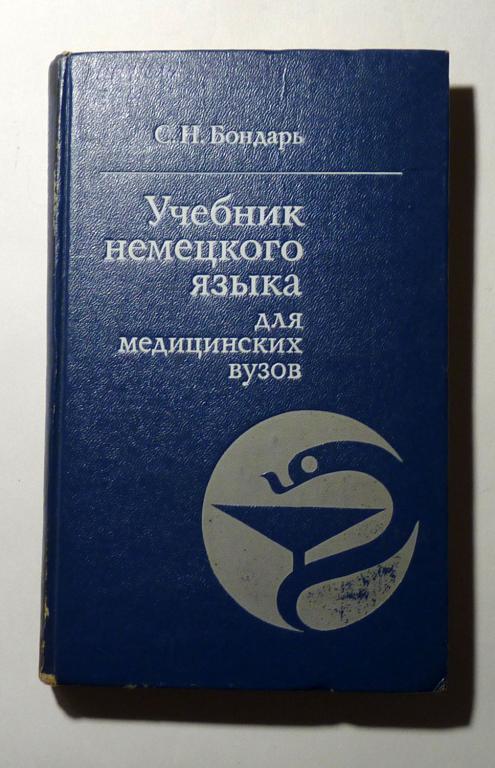 С. Н. Бондарь
Учебник
немецкого
языка
для
медицинских
вузов